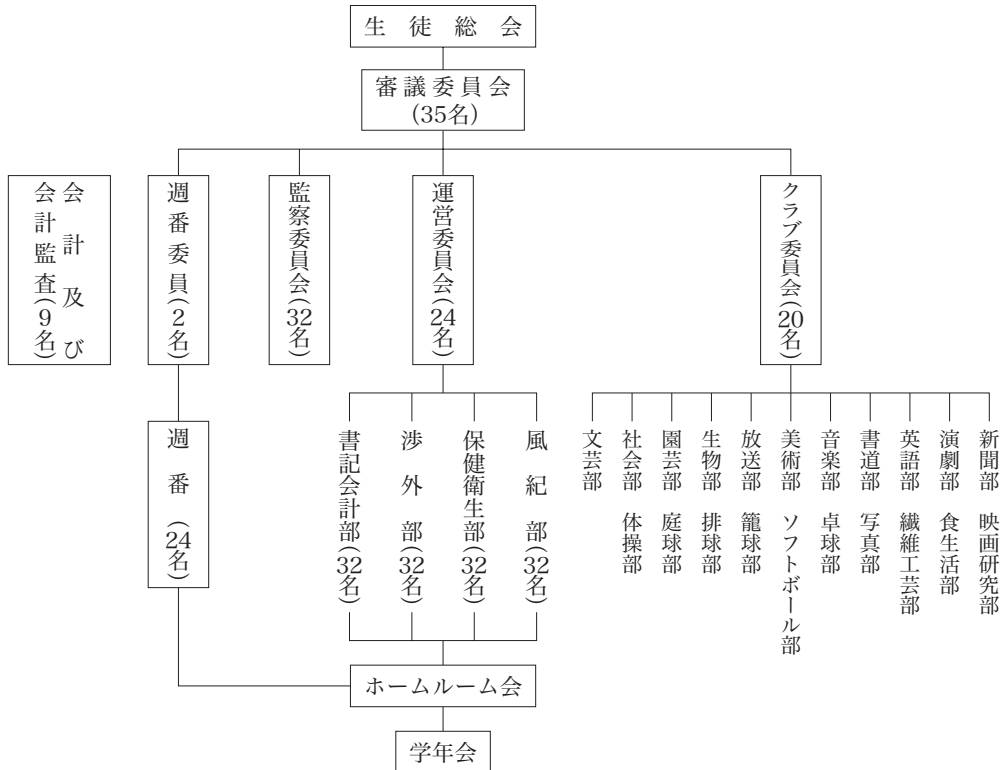 生徒総会
審議委員会
(35名)
会計及び
会計監査(9名)
週番委員(2名)
監察委員会(32名)
運営委員会(24名)
クラブ委員会(20名)
週番(24名)
書記会計部(32名)
渉外部(32名)
保健衛生部(32名)
風紀部(32名)
新聞部 映画研究部
演劇部 食生活部
英語部 繊維工芸部
書道部 写真部
音楽部 卓球部
美術部 ソフトボール部
放送部 籠球部
生物部 排球部
園芸部 庭球部
社会部 体操部
文芸部
ホームルーム会
学年会